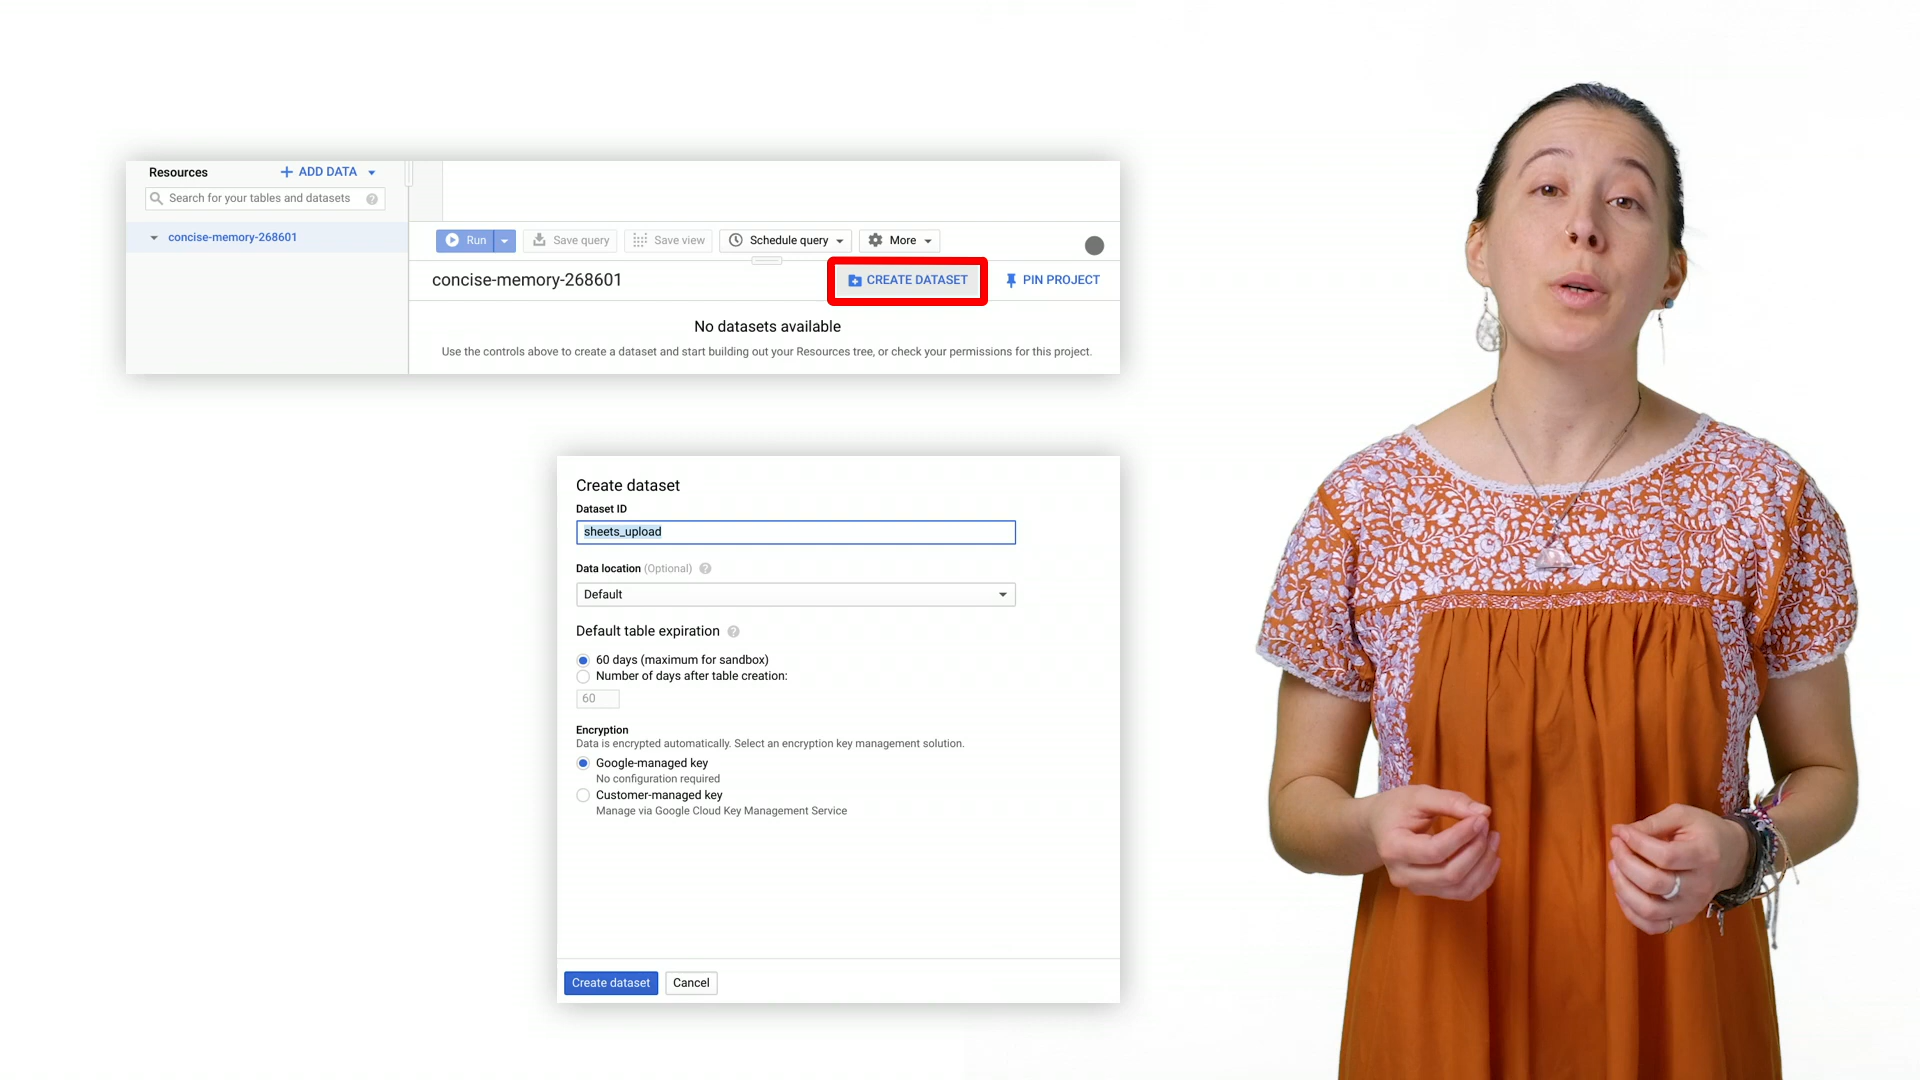 Resources
ADD DATA
Search for your tables and datasets
concise-memory-268601
Run
Save query
Save view
Schedule query
More
concise-memory-268601
CREATE DATASET
PIN PROJECT
No datasets available
Use the controls above to create a dataset and start building out your Resources tree, or check your permissions for this project.
Create dataset
Dataset ID
sheets_upload
Data location (Optional)
Default
Default table expiration
60 days (maximum for sandbox)
Number of days after table creation:
60
Encryption
Data is encrypted automatically. Select an encryption key management solution.
Google-managed key
No configuration required
Customer-managed key
Manage via Google Cloud Key Management Service
Create dataset
Cancel